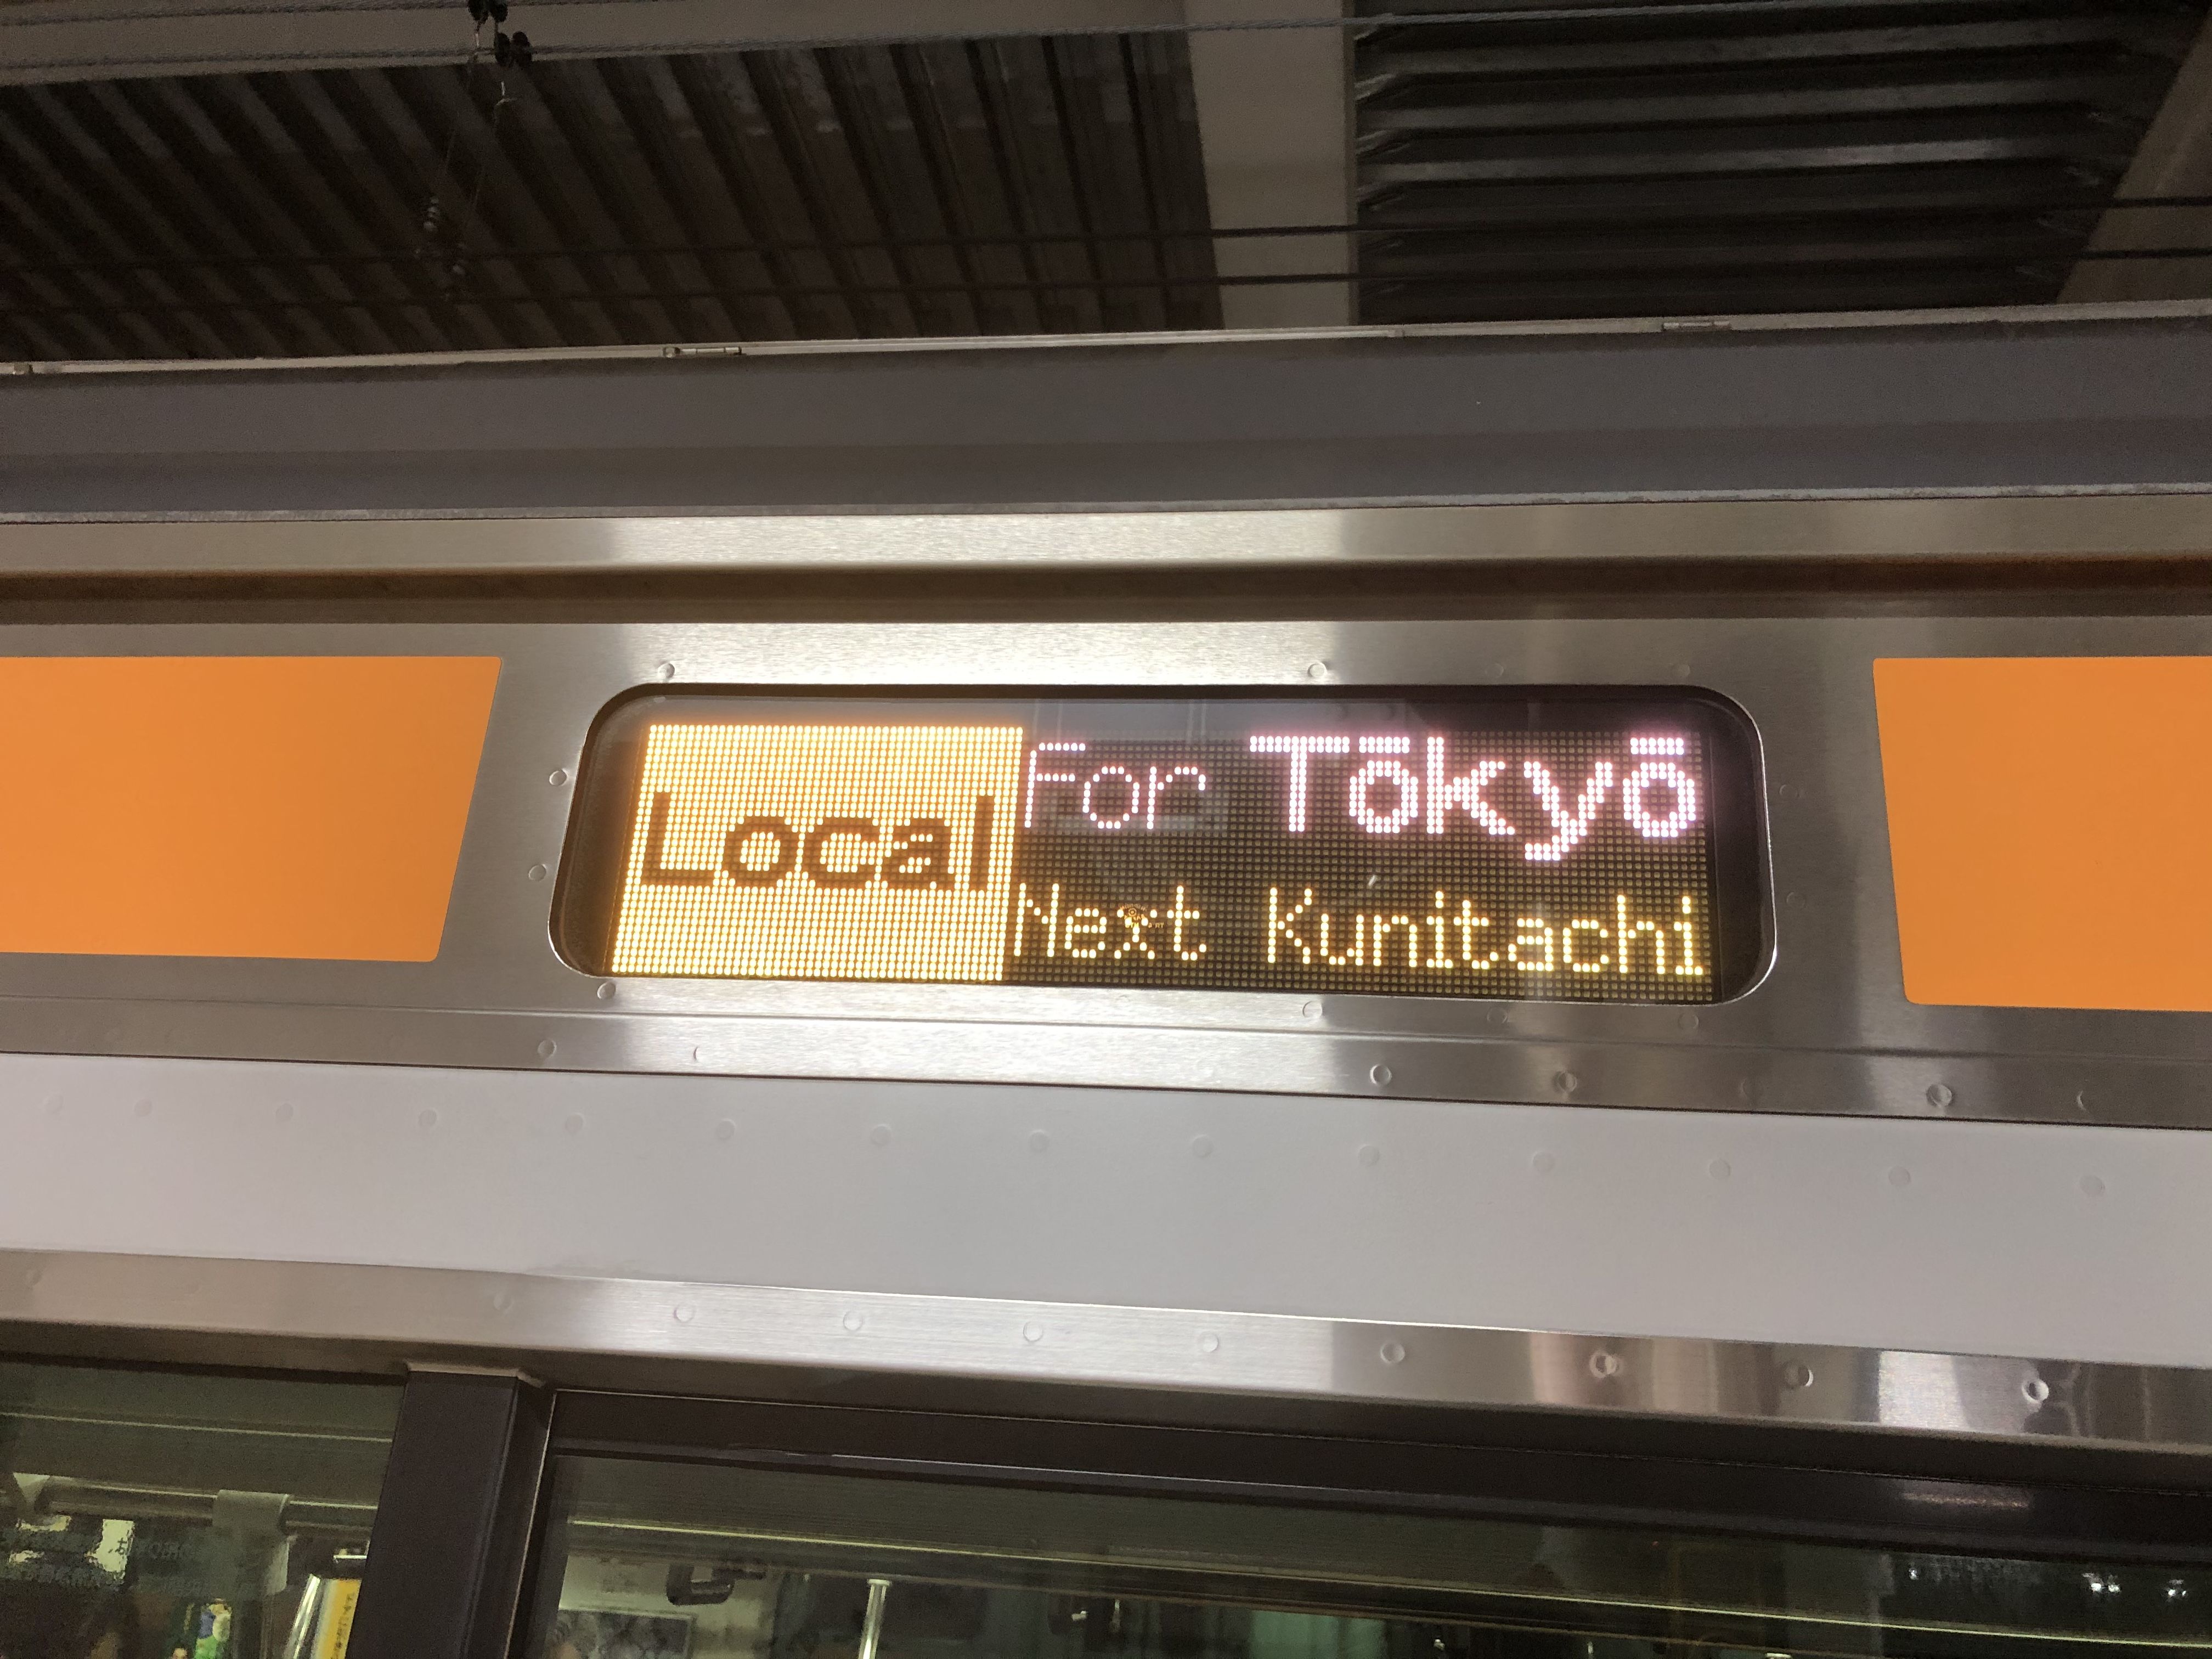 Local
For Tōkyō
Next Kunitachi